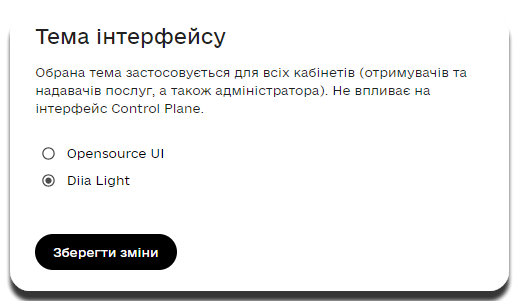 Тема інтерфейсу
Обрана тема застосовується для всіх кабінетів (отримувачів та
надавачів послуг, а також адміністратора). Не впливає на
інтерфейс Control Plane.
Opensource UI
Diia Light
Зберегти зміни